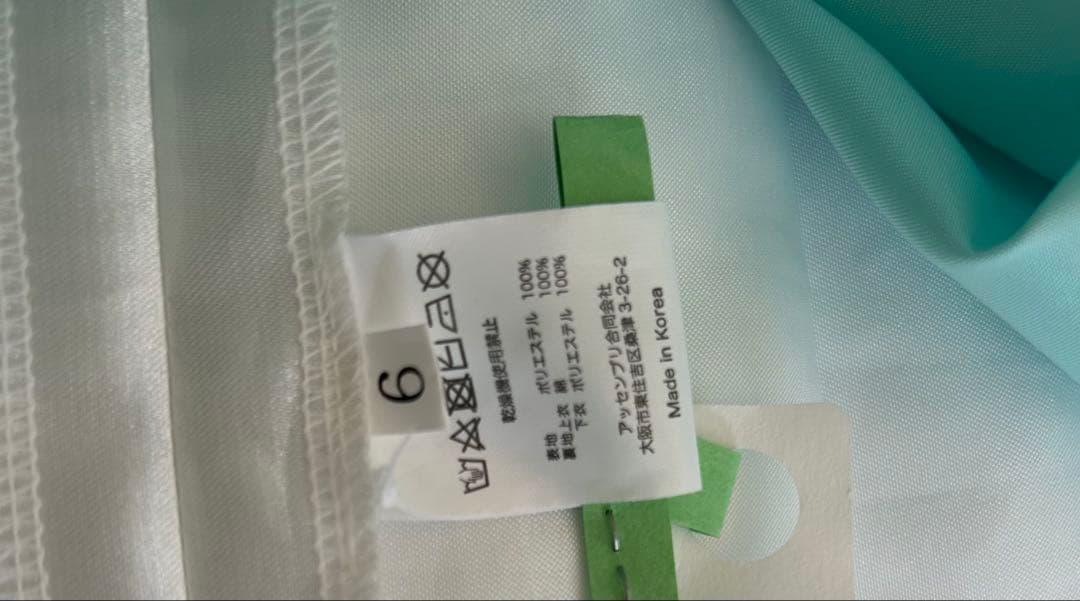 6
乾燥機使用禁止
表地 ポリエステル 100%
裏地上衣 綿 100%
下衣 ポリエステル 100%
アッセンブリ合同会社
大阪市東住吉区桑津 3-26-2
Made in Korea